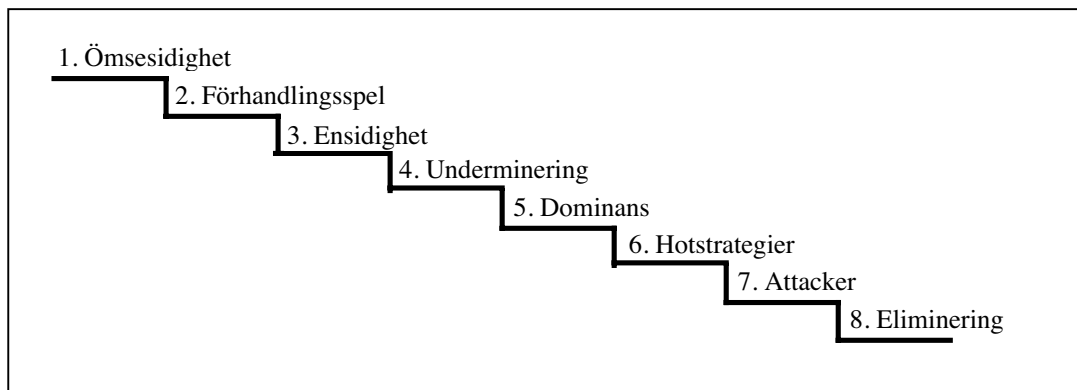 1. Ömsesidighet
2. Förhandlingsspel
3. Ensidighet
4. Underminering
5. Dominans
6. Hotstrategier
7. Attacker
8. Eliminering